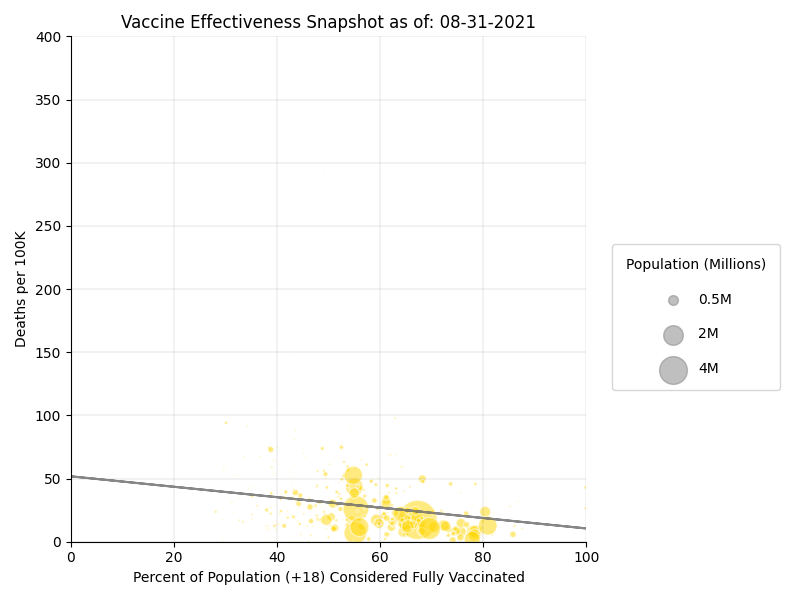 Vaccine Effectiveness Snapshot as of: 08-31-2021
400
350
300
250
200
150
100
50
0
Deaths per 100K
0 20 40 60 80 100
Percent of Population (+18) Considered Fully Vaccinated
Population (Millions)
0.5M
2M
4M